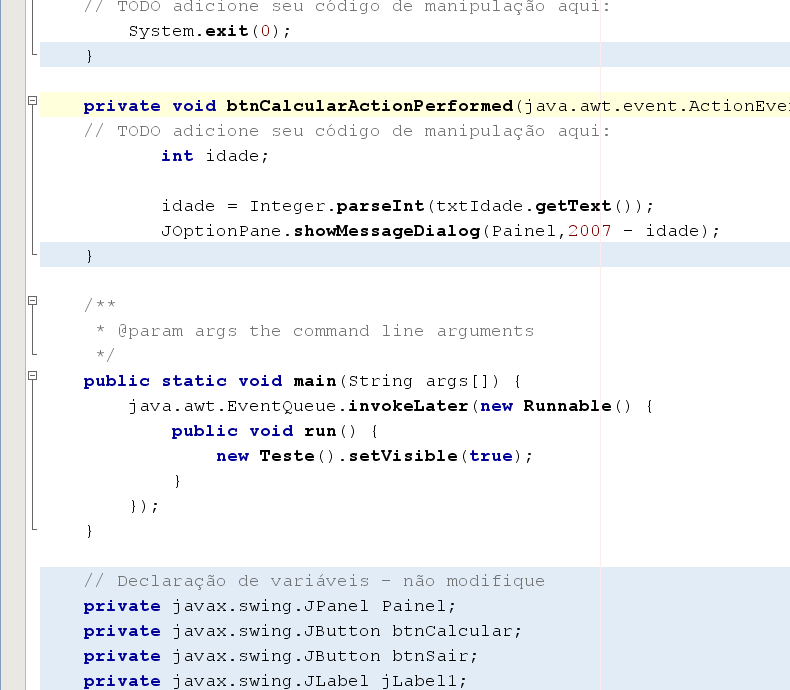 // TODO adicione seu código de manipulação aqui:
System.exit(0);
}
private void btnCalcularActionPerformed(java.awt.event.ActionEve
// TODO adicione seu código de manipulação aqui:
int idade;
idade = Integer.parseInt(txtIdade.getText());
JOptionPane.showMessageDialog(Painel,2007 - idade);
}
/**
* @param args the command line arguments
*/
public static void main(String args[]) {
java.awt.EventQueue.invokeLater(new Runnable() {
public void run() {
new Teste().setVisible(true);
}
});
}
// Declaração de variáveis - não modifique
private javax.swing.JPanel Painel;
private javax.swing.JButton btnCalcular;
private javax.swing.JButton btnSair;
private javax.swing.JLabel jLabel1;